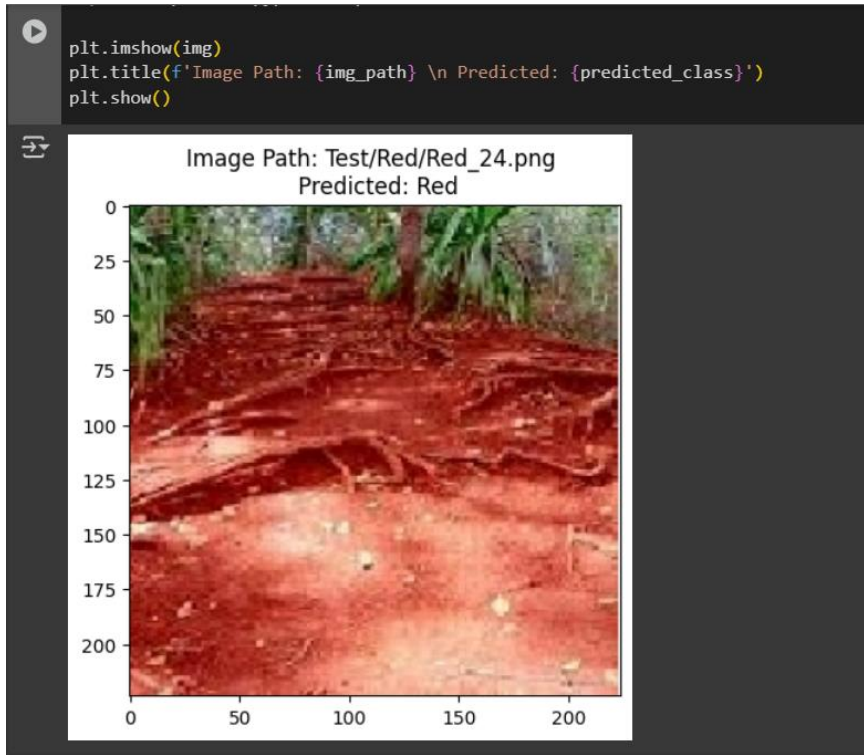 plt.imshow(img)
plt.title(f'Image Path: {img_path} \n Predicted: {predicted_class}')
plt.show()
Image Path: Test/Red/Red_24.png
Predicted: Red
0
25
50
75
100
125
150
175
200
0 50 100 150 200